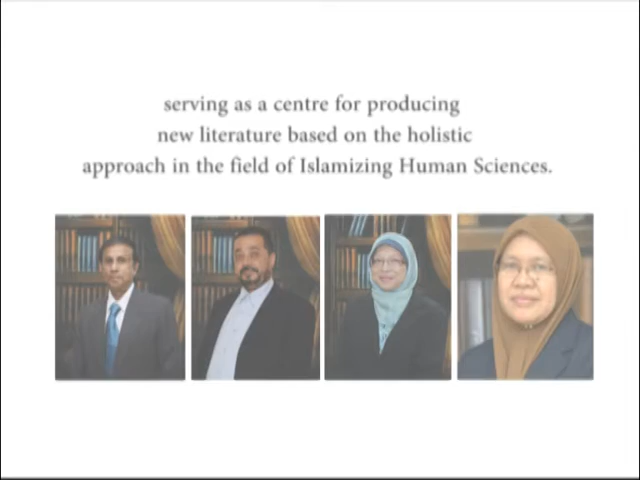 serving as a centre for producing
new literature based on the holistic
approach in the field of Islamizing Human Sciences.